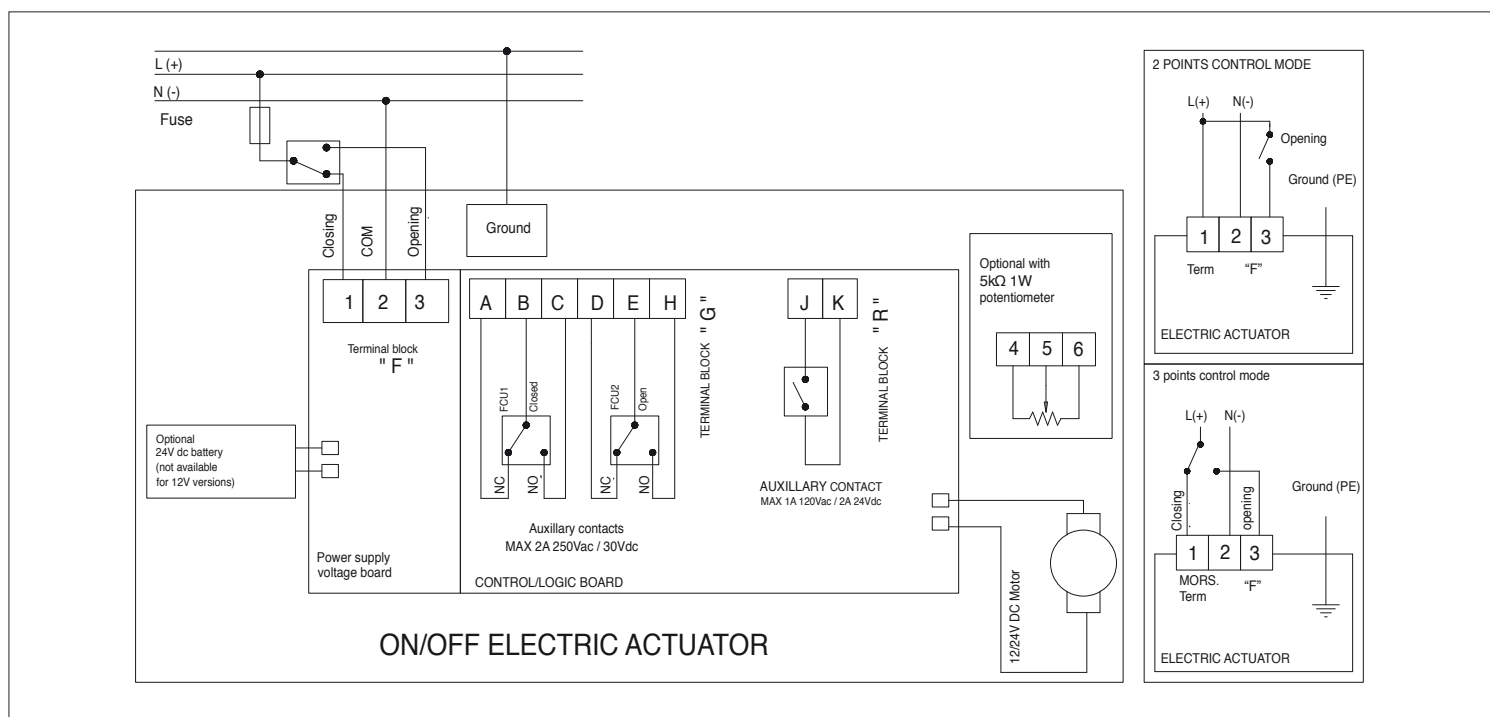 L (+)
N (-)
Fuse
Closing
COM
Opening
Ground
1 2 3
Terminal block
" F "
A B C D E H
TERMINAL BLOCK " G "
FCU1
Closed
FCU2
Open
NC
NO
NC
NO
Auxillary contacts
MAX 2A 250Vac / 30Vdc
J K
TERMINAL BLOCK " R "
AUXILLARY CONTACT
MAX 1A 120Vac / 2A 24Vdc
Optional with
5kΩ 1W
potentiometer
4 5 6
Optional
24V dc battery
(not available
for 12V versions)
Power supply
voltage board
CONTROL/LOGIC BOARD
12/24V DC Motor
ON/OFF ELECTRIC ACTUATOR
2 POINTS CONTROL MODE
L(+) N(-)
Opening
Ground (PE)
1 2 3
Term "F"
ELECTRIC ACTUATOR
3 points control mode
L(+) N(-)
Closing
opening
Ground (PE)
1 2 3
MORS.
Term "F"
ELECTRIC ACTUATOR